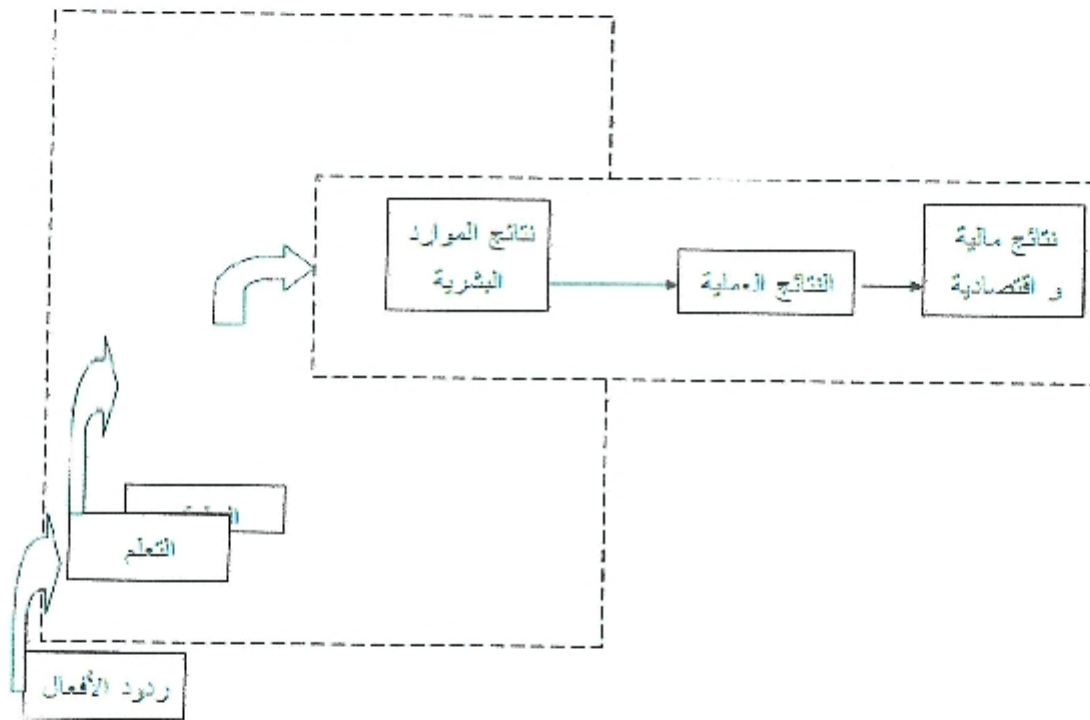 نتائج الموارد
البشرية
النتائج العملية
نتائج مالية
و اقتصادية
التعلم
ردود الأفعال